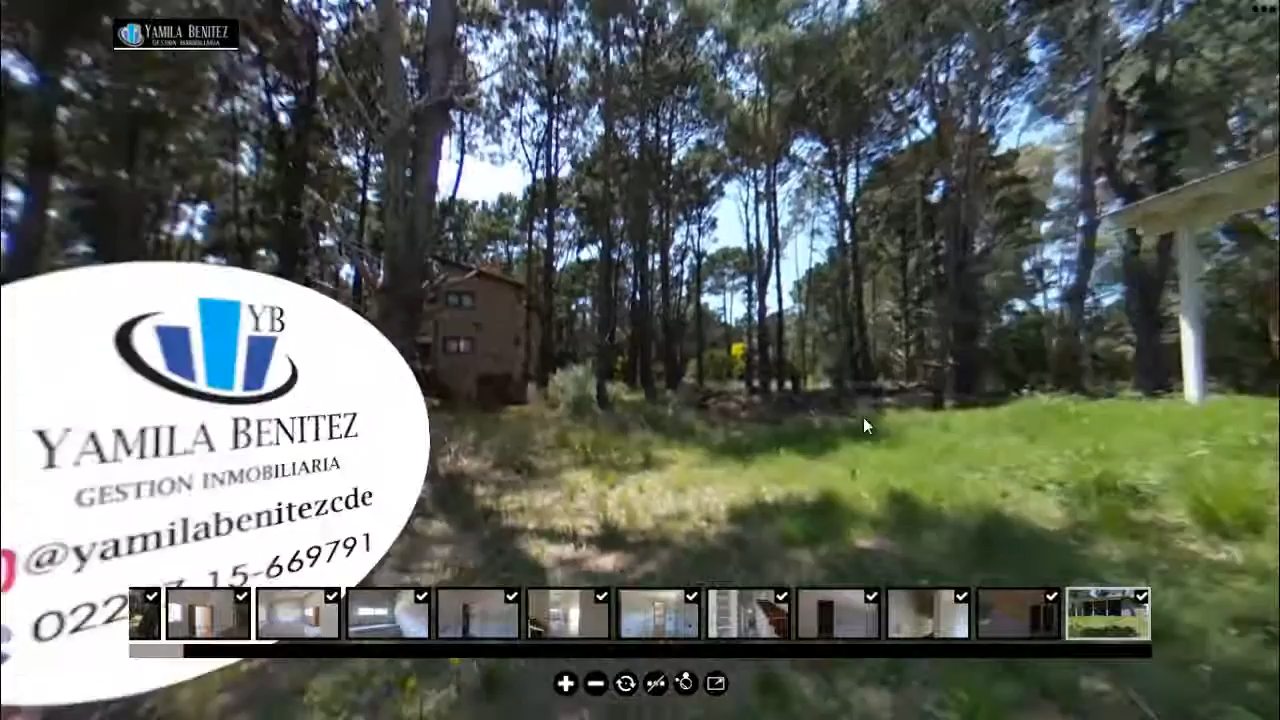 YAMILA BENITEZ
GESTION INMOBILIARIA
YB
YAMILA BENITEZ
GESTION INMOBILIARIA
@yamilabenitezcde
15-669791